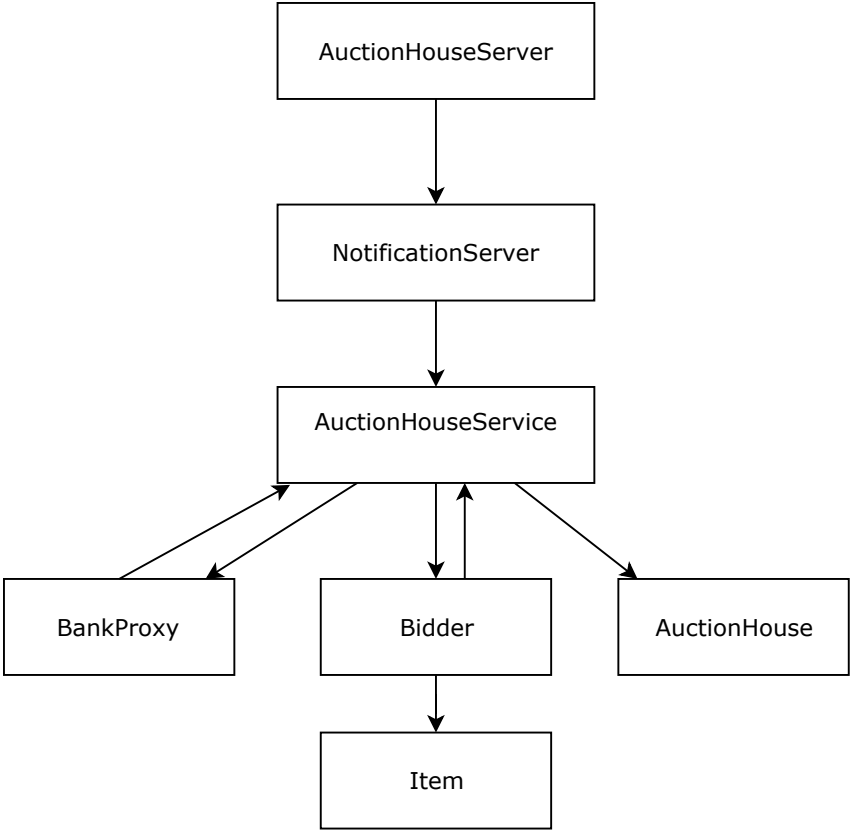 AuctionHouseServer
NotificationServer
AuctionHouseService
BankProxy
Bidder
AuctionHouse
Item